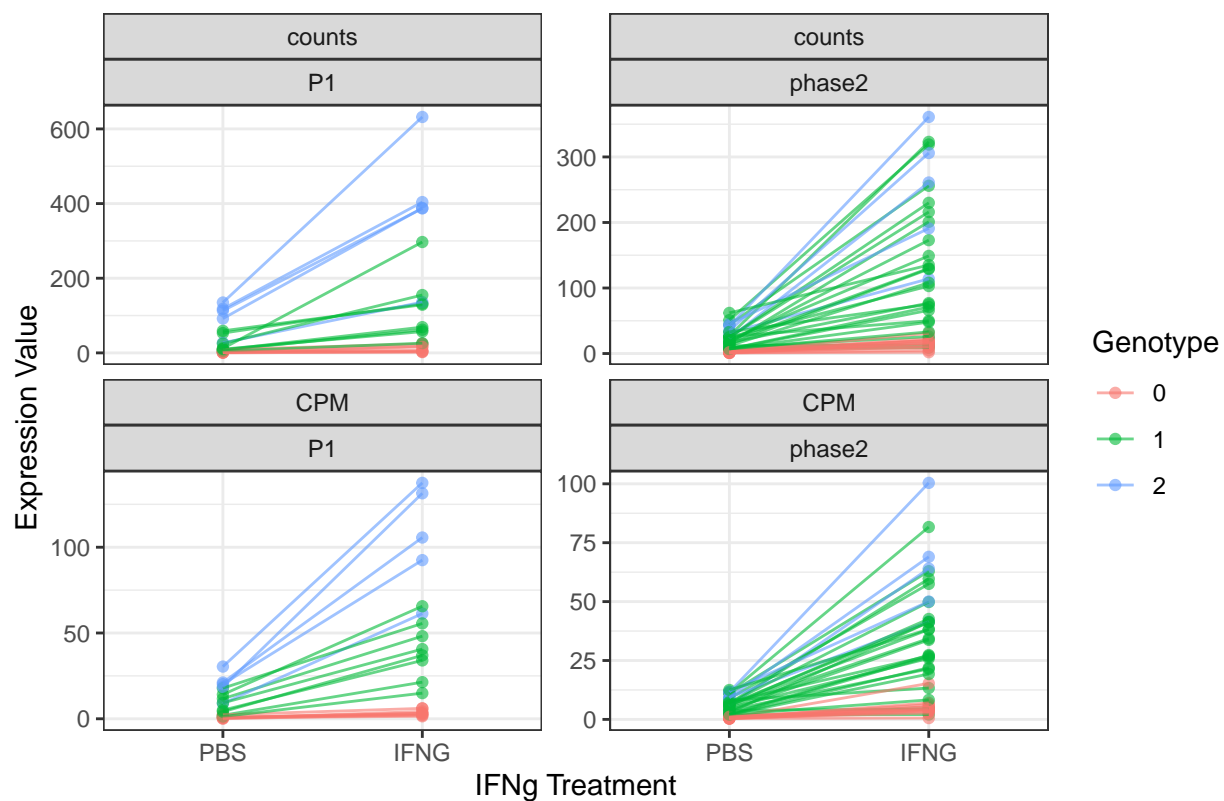 counts
counts
P1
phase2
600
400
200
0
300
200
100
0
CPM
CPM
P1
phase2
100
50
0
100
75
50
25
0
PBS
IFNG
PBS
IFNG
IFNg Treatment
Expression Value
Genotype
0
1
2